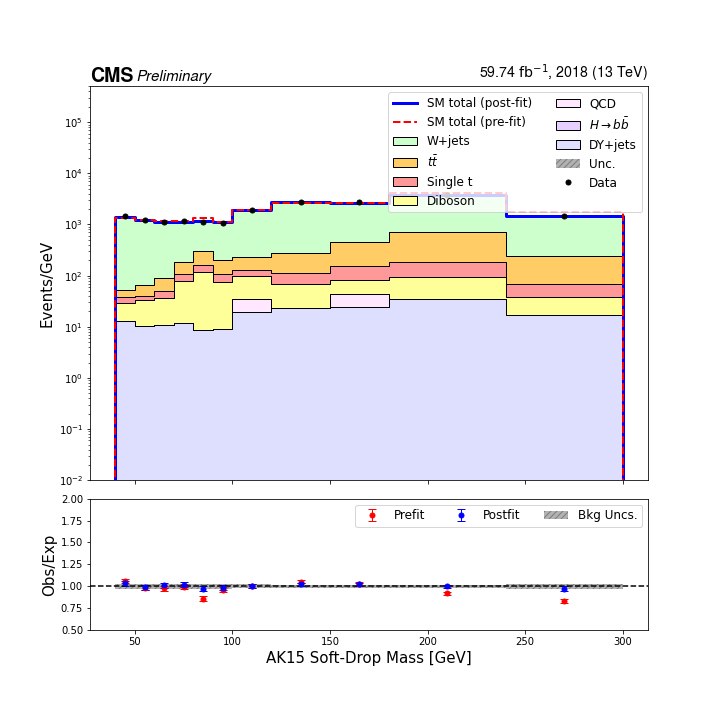 CMS Preliminary
59.74 fb⁻¹, 2018 (13 TeV)
SM total (post-fit)
SM total (pre-fit)
W+jets
tt̄
Single t
Diboson
QCD
H→bb̄
DY+jets
Unc.
Data
Events/GeV
10⁵
10⁴
10³
10²
10¹
10⁰
10⁻¹
10⁻²
Prefit
Postfit
Bkg Uncs.
Obs/Exp
2.00
1.75
1.50
1.25
1.00
0.75
0.50
50 100 150 200 250 300
AK15 Soft-Drop Mass [GeV]